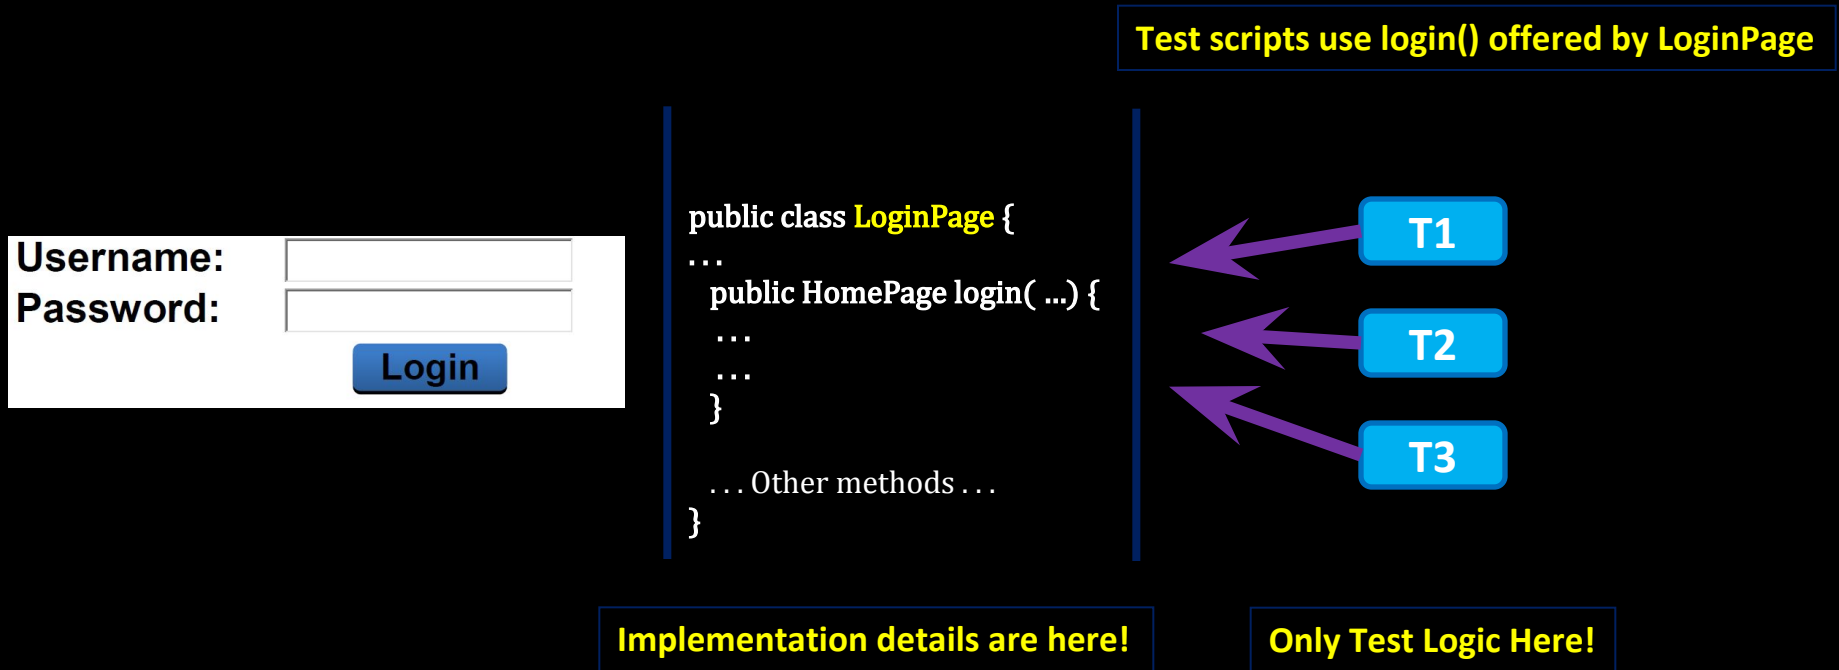 Test scripts use login() offered by LoginPage
Username:
Password:
Login
public class LoginPage {
...
public HomePage login( ...) {
...
...
}
... Other methods ...
}
T1
T2
T3
Implementation details are here!
Only Test Logic Here!